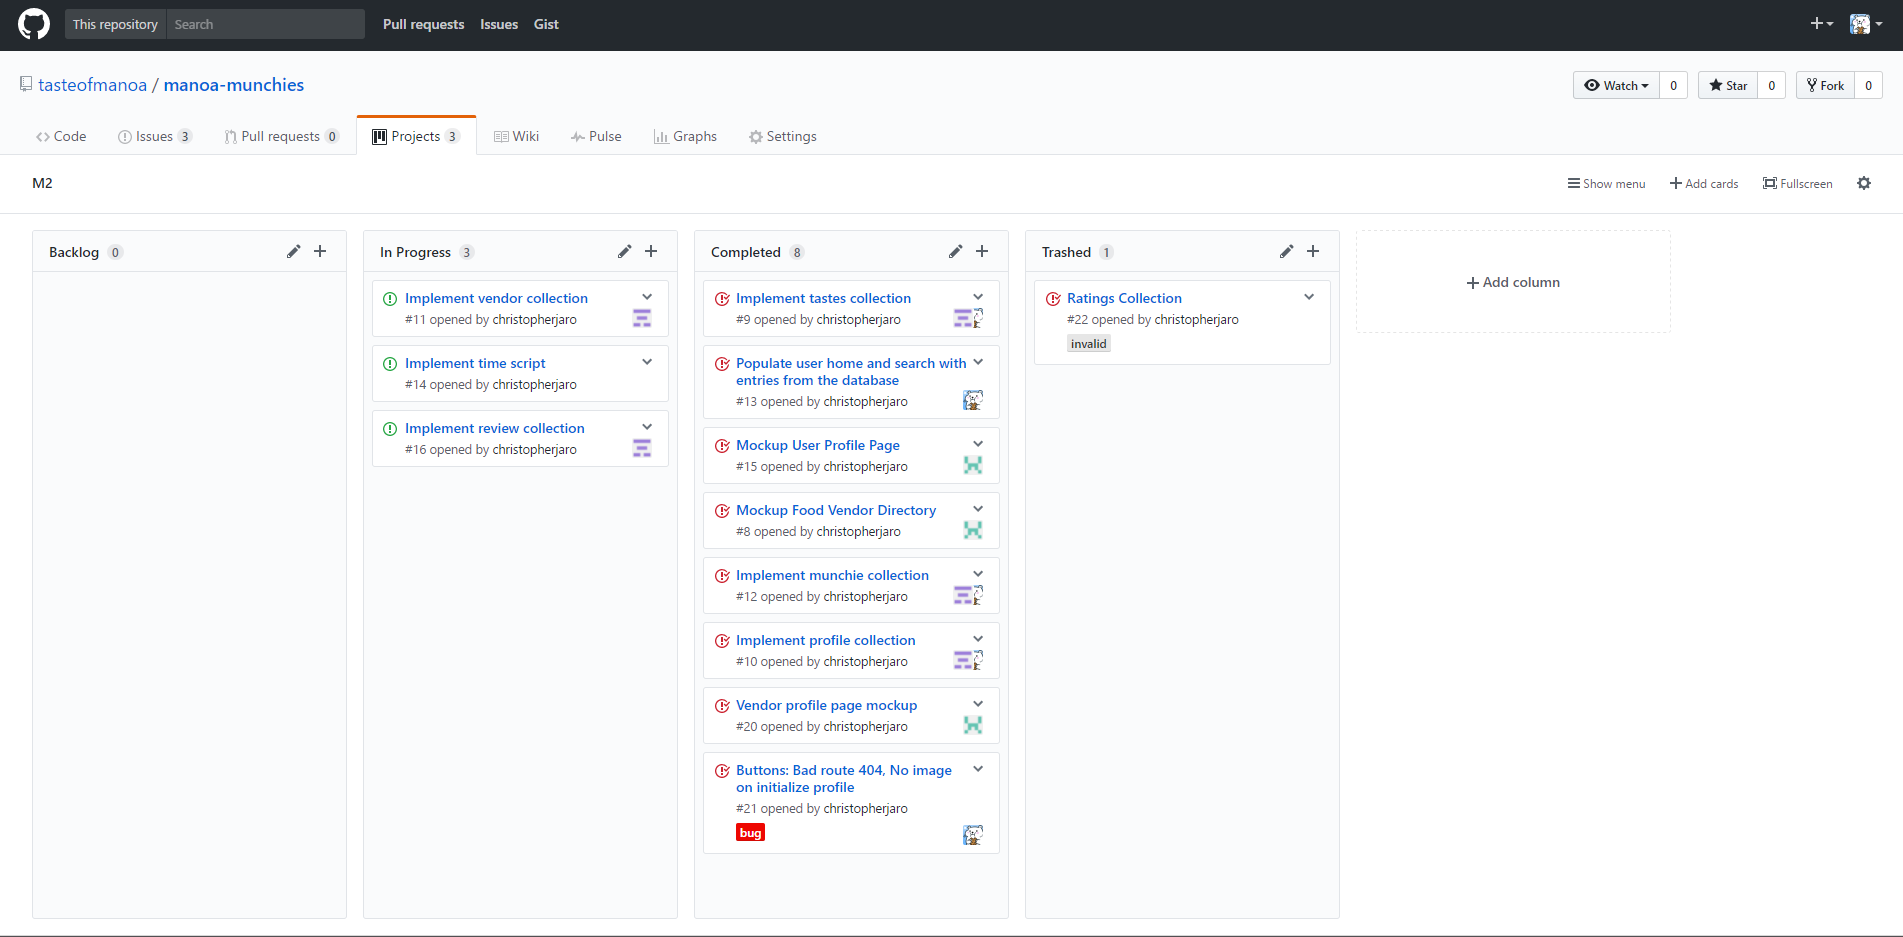 This repository Search Pull requests Issues Gist
tasteofmanoa / manoa-munchies
Watch 0 Star 0 Fork 0
Code Issues 3 Pull requests 0 Projects 3 Wiki Pulse Graphs Settings
M2
Show menu Add cards Fullscreen
Backlog 0
In Progress 3
Implement vendor collection
#11 opened by christopherjaro
Implement time script
#14 opened by christopherjaro
Implement review collection
#16 opened by christopherjaro
Completed 8
Implement tastes collection
#9 opened by christopherjaro
Populate user home and search with
entries from the database
#13 opened by christopherjaro
Mockup User Profile Page
#15 opened by christopherjaro
Mockup Food Vendor Directory
#8 opened by christopherjaro
Implement munchie collection
#12 opened by christopherjaro
Implement profile collection
#10 opened by christopherjaro
Vendor profile page mockup
#20 opened by christopherjaro
Buttons: Bad route 404, No image
on initialize profile
#21 opened by christopherjaro
bug
Trashed 1
Ratings Collection
#22 opened by christopherjaro
invalid
Add column